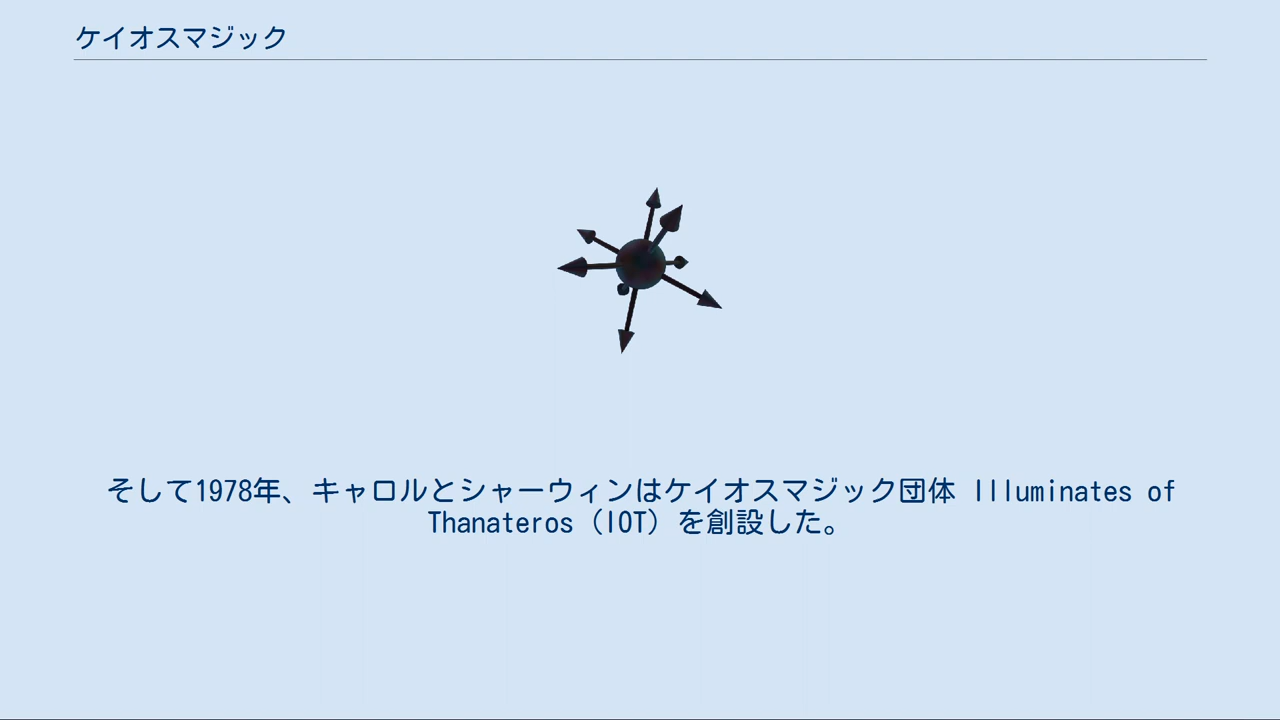 ケイオスマジック
そして1978年、キャロルとシャーウィンはケイオスマジック団体 Illuminates of
Thanateros（IOT）を創設した。